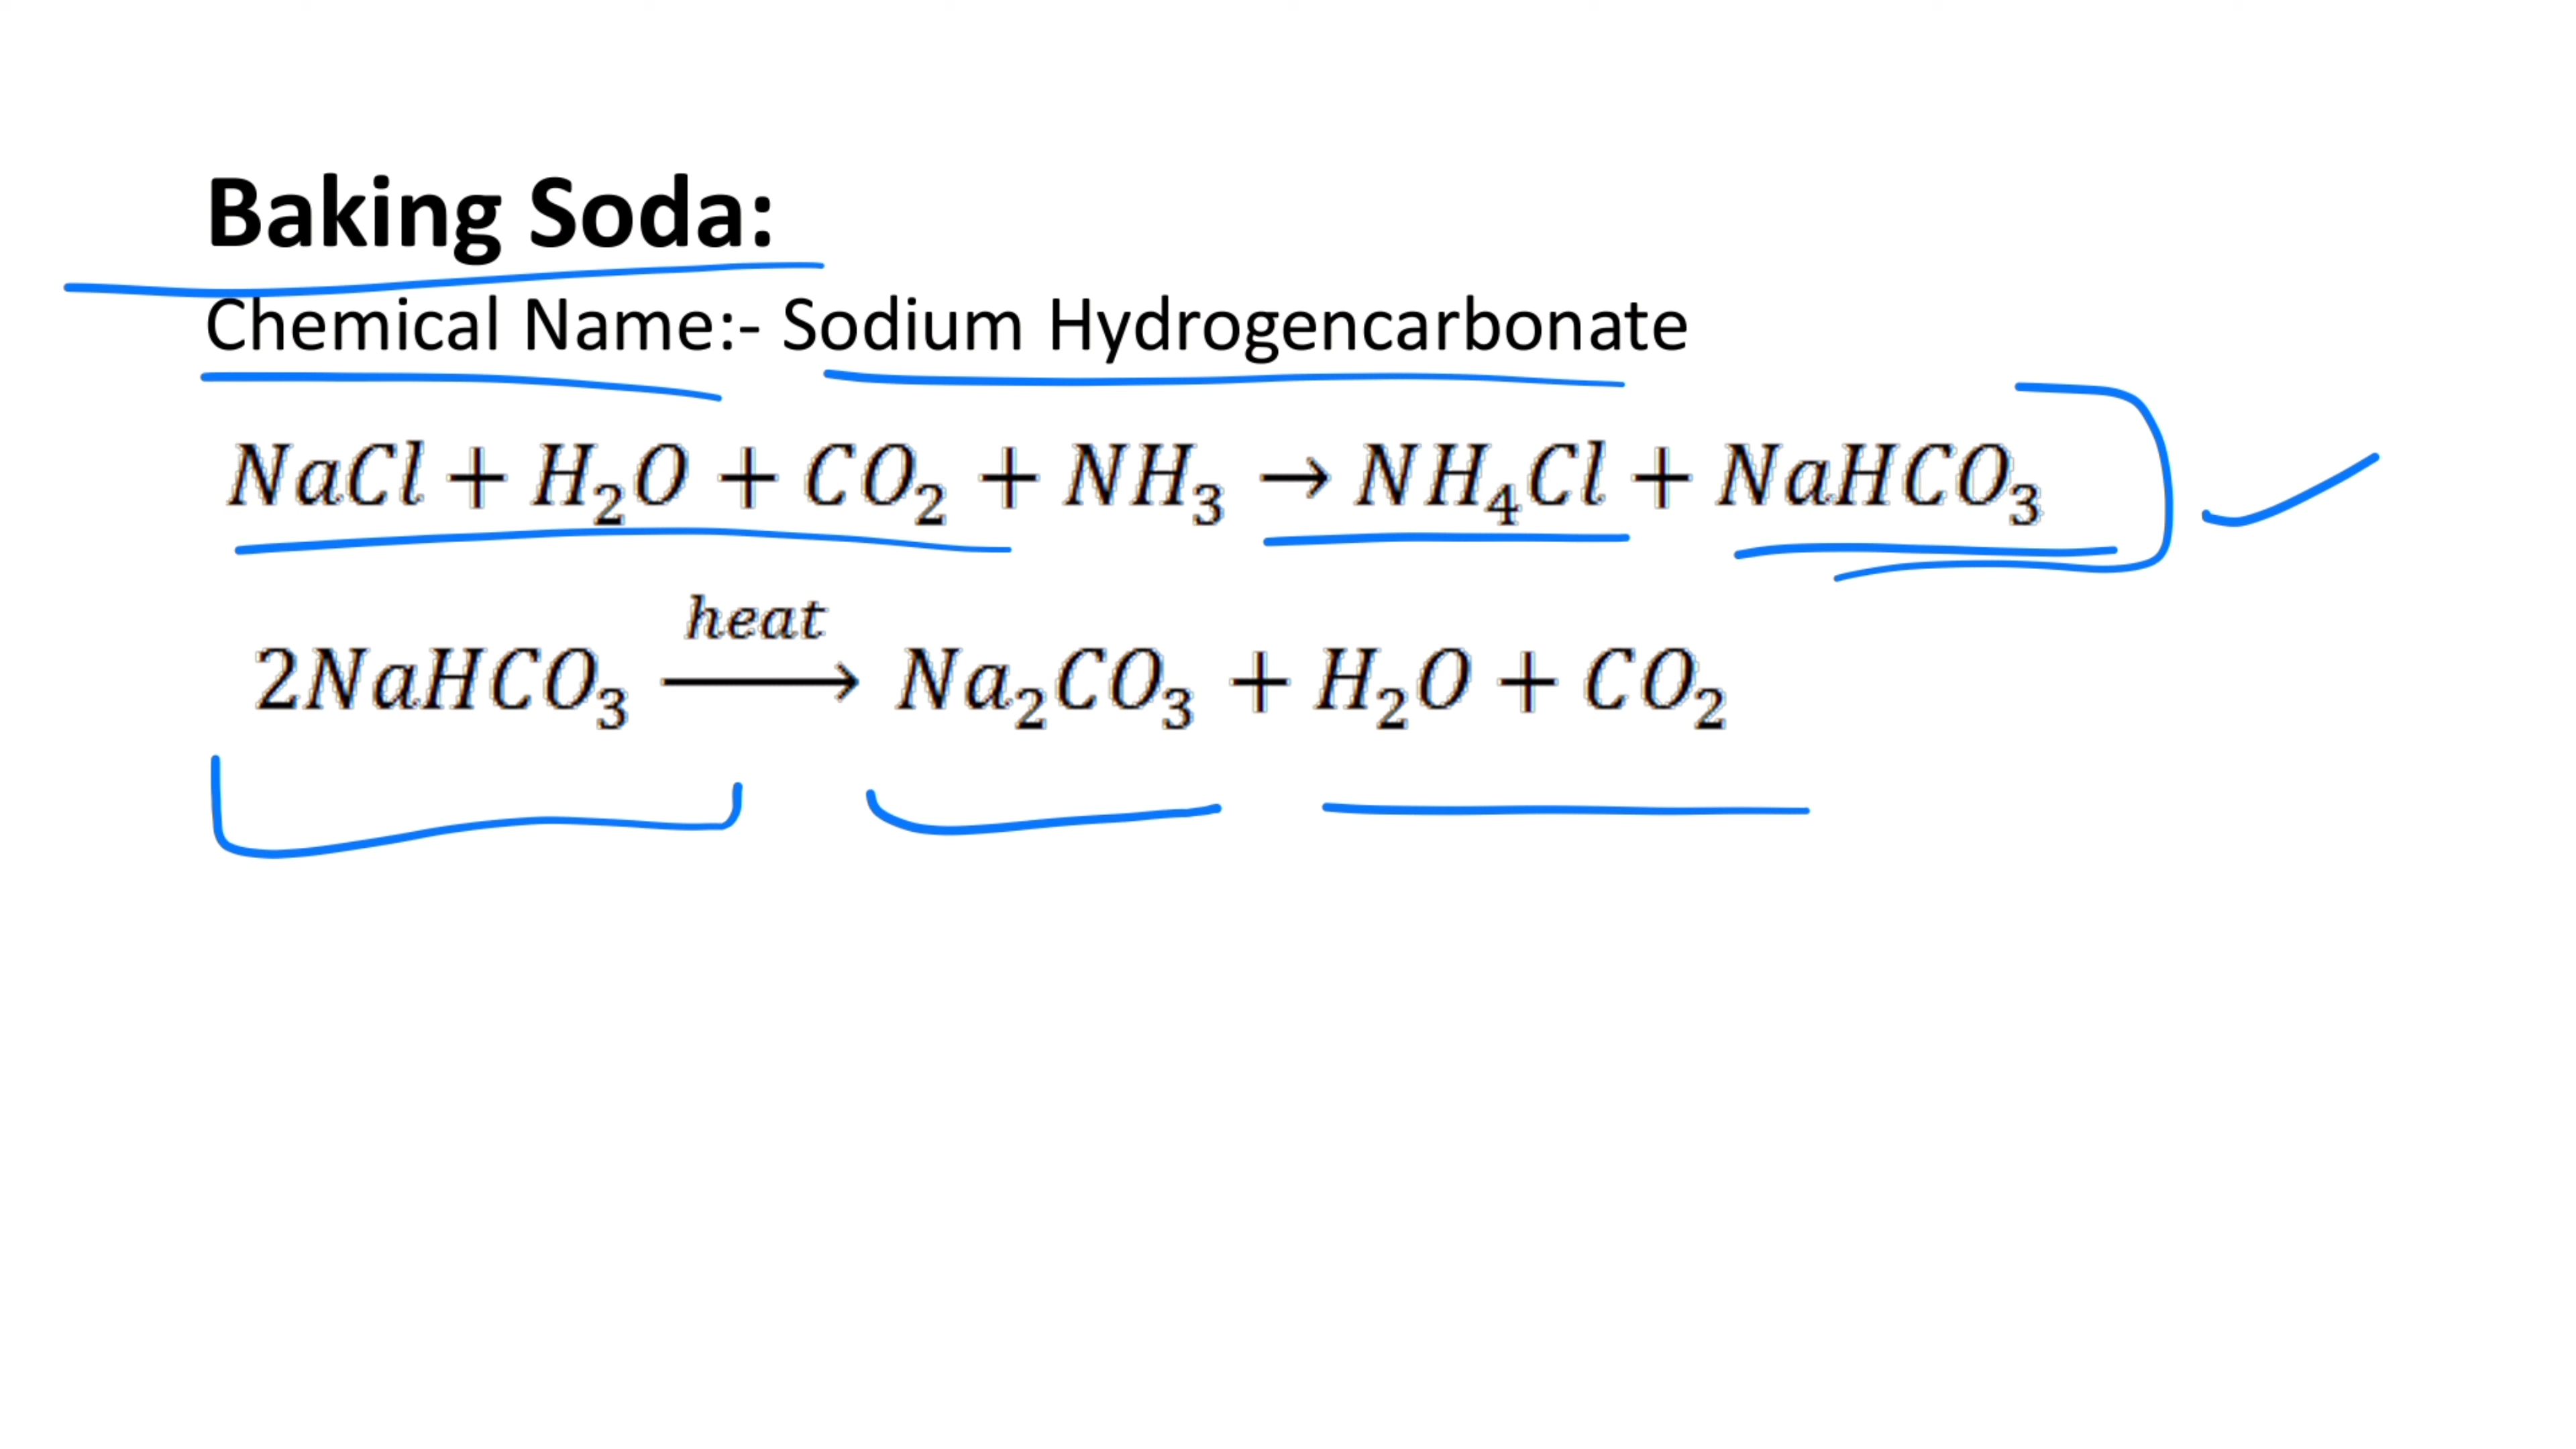 Baking Soda:
Chemical Name:- Sodium Hydrogencarbonate
NaCl + H₂O + CO₂ + NH₃ → NH₄Cl + NaHCO₃
heat
2NaHCO₃ ⟶ Na₂CO₃ + H₂O + CO₂